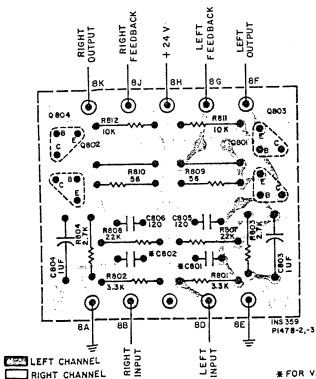 RIGHT OUTPUT
RIGHT FEEDBACK
+24 V
LEFT FEEDBACK
LEFT OUTPUT
8K
8J
8H
8G
8F
Q804
R812
10K
R811
10K
Q803
B
C
E
Q802
Q801
E
B
C
C
B
E
R810
56
R809
56
C
E
B
C806
120
C805
120
C804
1UF
R804
2.7K
R808
22K
R807
22K
R803
2.7K
C803
1UF
*C802
*C801
R802
3.3K
R801
3.3K
8A
8B
8D
8E
INS 359
P1478-2,-3
RIGHT INPUT
LEFT INPUT
LEFT CHANNEL
RIGHT CHANNEL
* FOR V